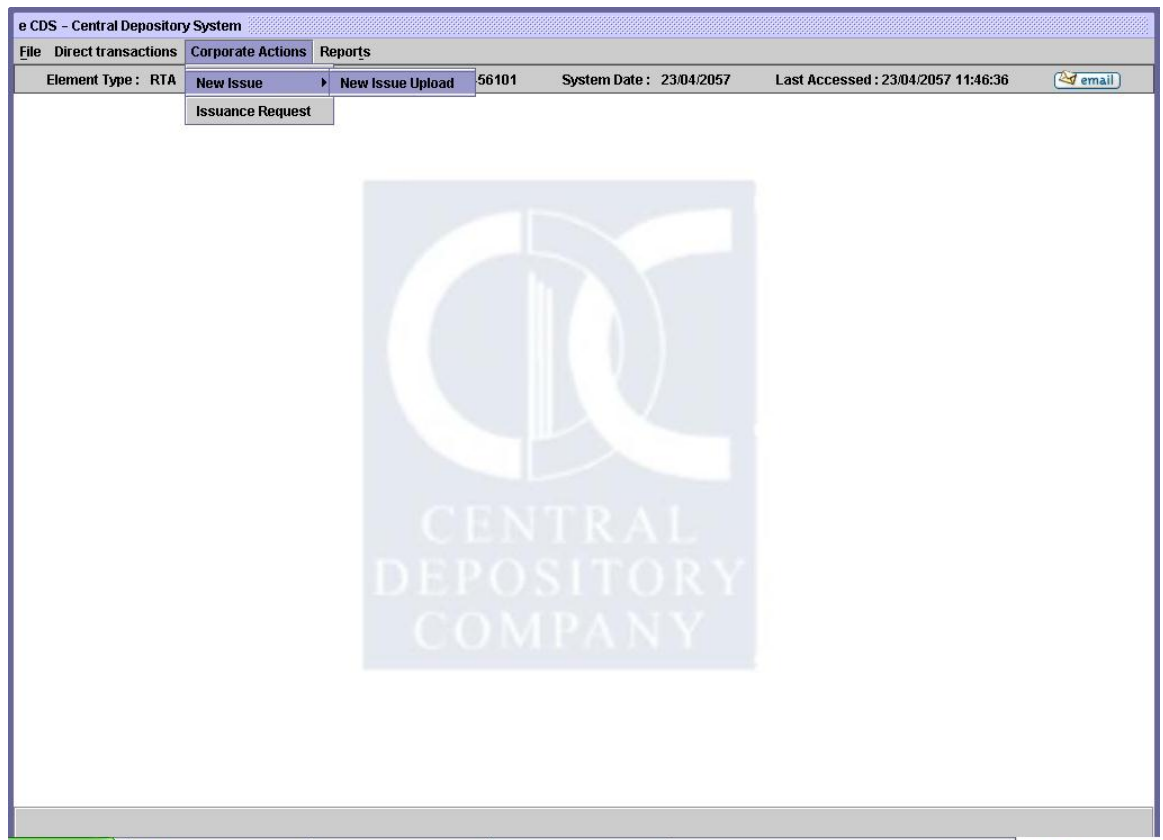 e CDS – Central Depository System
File Direct transactions Corporate Actions Reports
Element Type : RTA New Issue New Issue Upload -56101 System Date : 23/04/2057 Last Accessed : 23/04/2057 11:46:36 email
Issuance Request
CENTRAL
DEPOSITORY
COMPANY